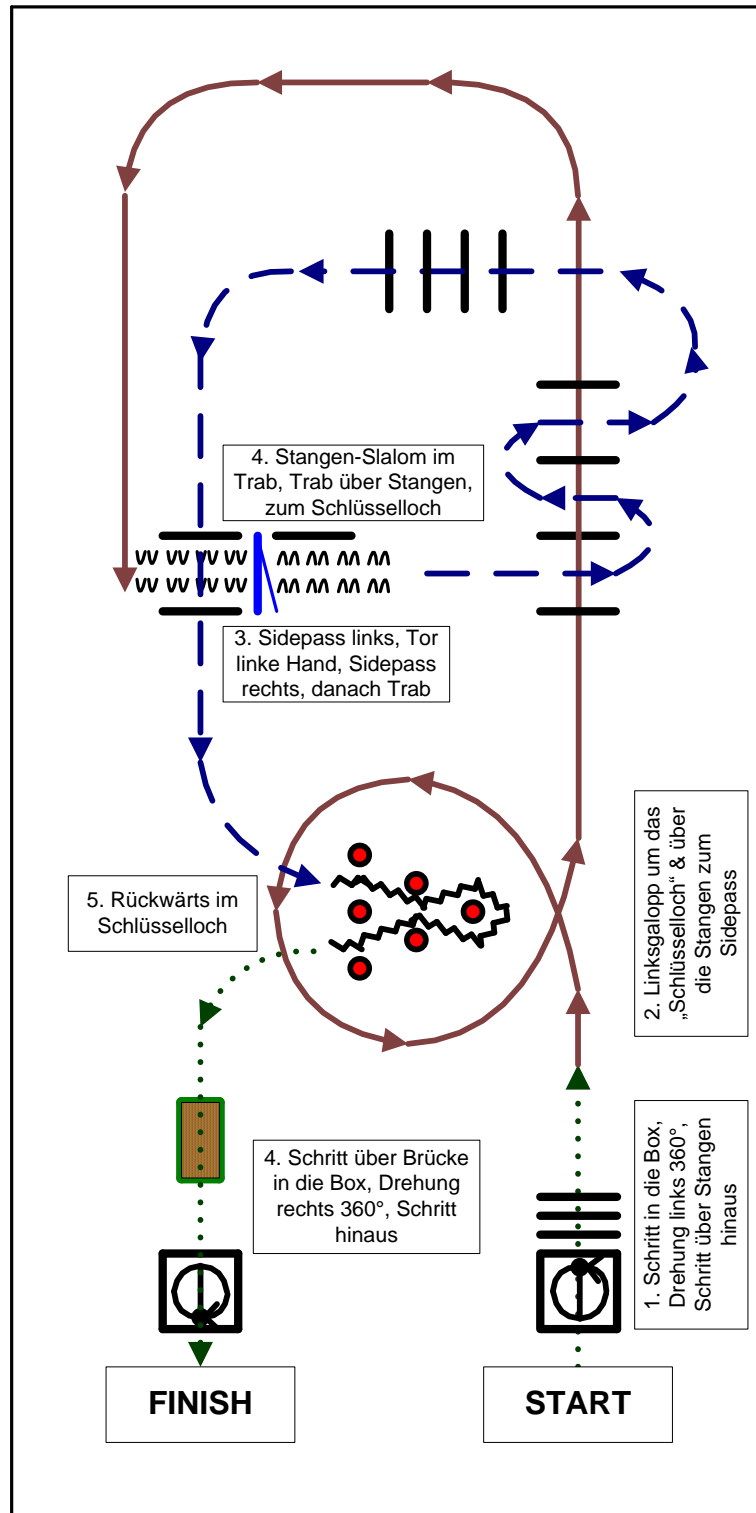 4. Stangen-Slalom im
Trab, Trab über Stangen,
zum Schlüsselloch
3. Sidepass links, Tor
linke Hand, Sidepass
rechts, danach Trab
5. Rückwärts im
Schlüsselloch
2. Linksgalopp um das
„Schlüsselloch“ & über
die Stangen zum
Sidepass
4. Schritt über Brücke
in die Box, Drehung
rechts 360°, Schritt
hinaus
1. Schritt in die Box,
Drehung links 360°,
Schritt über Stangen
hinaus
FINISH
START